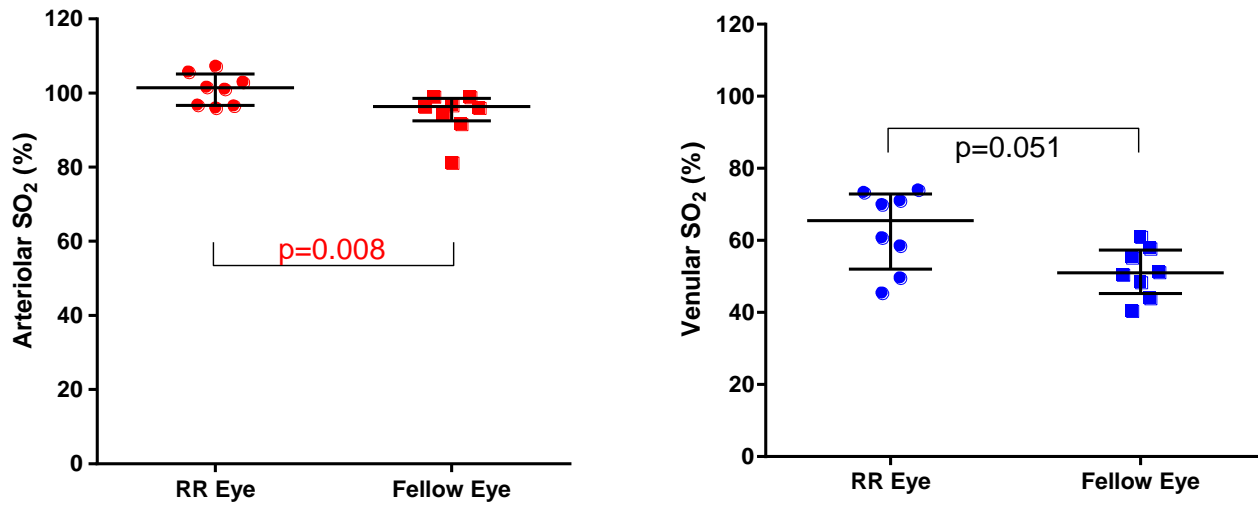 120
100
80
60
40
20
0
Arteriolar SO₂ (%)
p=0.008
RR Eye Fellow Eye
120
100
80
60
40
20
0
Venular SO₂ (%)
p=0.051
RR Eye Fellow Eye